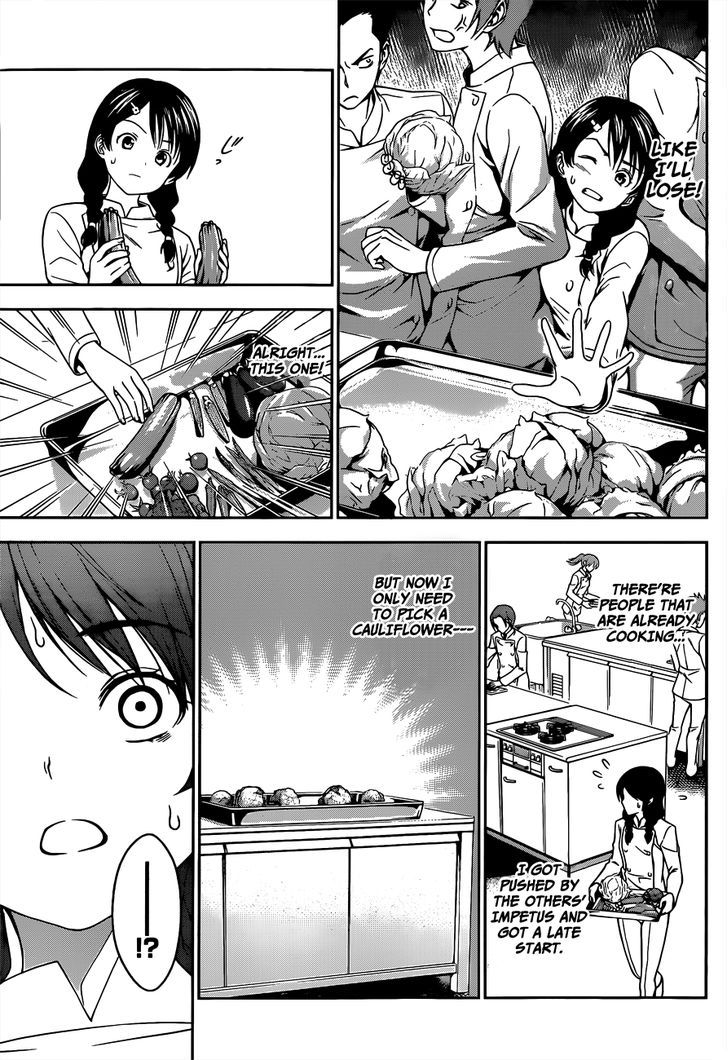 LIKE
I'LL
LOSE!
ALRIGHT...
THIS ONE!
THERE'RE
PEOPLE THAT
ARE ALREADY
COOKING...
I GOT
PUSHED BY
THE OTHERS'
IMPETUS AND
GOT A LATE
START.
BUT NOW I
ONLY NEED
TO PICK A
CAULIFLOWER---
—!?